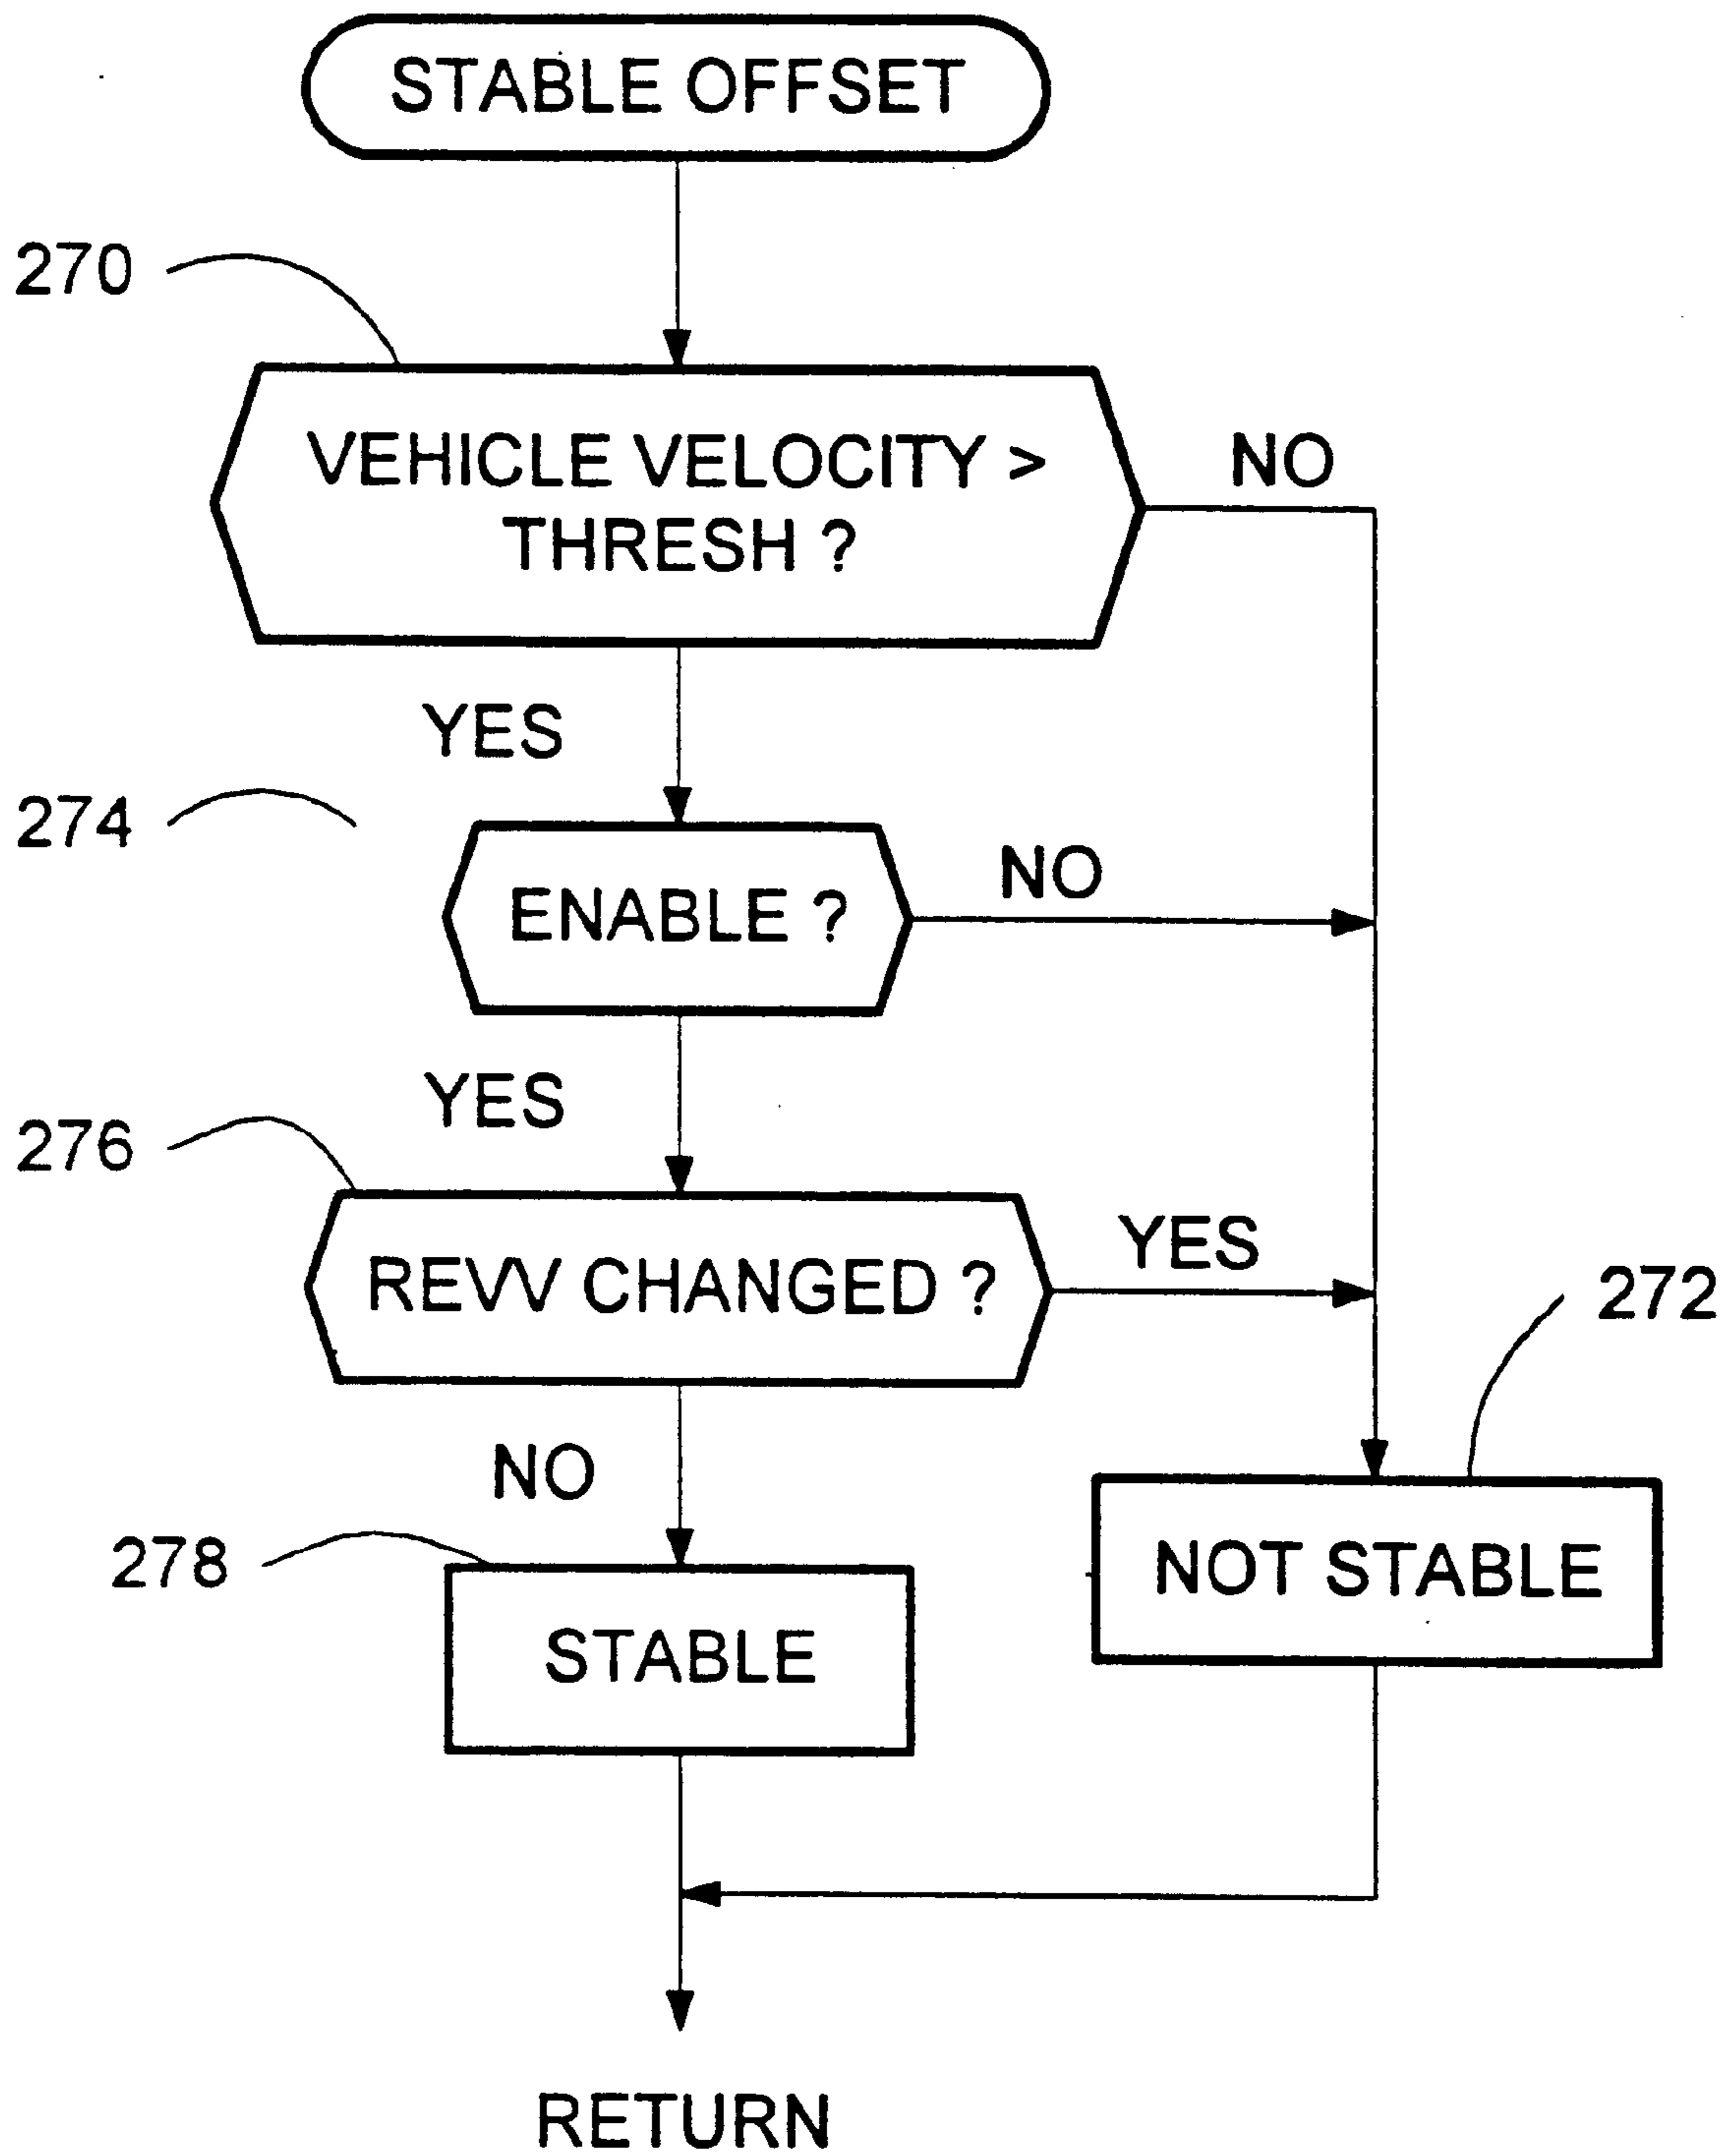 STABLE OFFSET
270
VEHICLE VELOCITY >
THRESH ?
NO
YES
274
ENABLE ?
NO
YES
276
REVV CHANGED ?
YES
272
NO
278
NOT STABLE
STABLE
RETURN